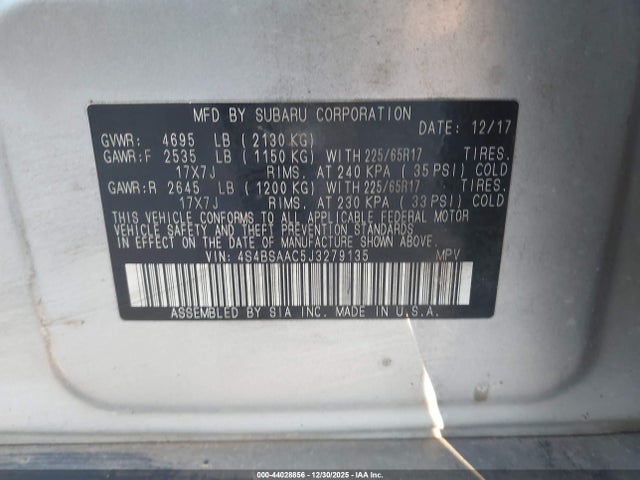 MFD BY SUBARU CORPORATION
DATE: 12/17
GVWR: 4695 LB (2130 KG)
GAWR:F 2535 LB (1150 KG) WITH 225/65R17 TIRES.
17X7J RIMS. AT 240 KPA (35 PSI) COLD
GAWR:R 2645 LB (1200 KG) WITH 225/65R17 TIRES.
17X7J RIMS. AT 230 KPA (33 PSI) COLD
THIS VEHICLE CONFORMS TO ALL APPLICABLE FEDERAL MOTOR
VEHICLE SAFETY AND THEFT PREVENTION STANDARDS
IN EFFECT ON THE DATE OF MANUFACTURE SHOWN ABOVE.
VIN: 4S4BSAAC5J3279135 MPV
ASSEMBLED BY SIA INC. MADE IN U.S.A.
000-44028856 - 12/30/2025 - IAAI, Inc.